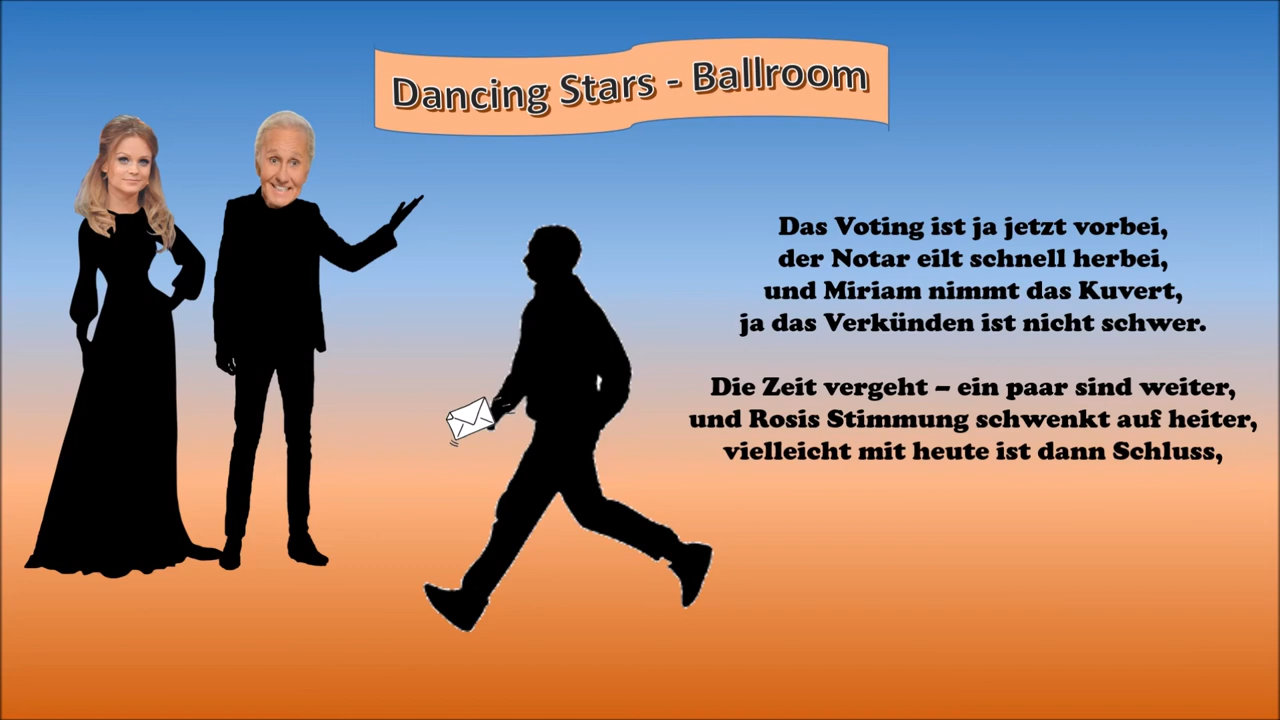 Dancing Stars - Ballroom
Das Voting ist ja jetzt vorbei,
der Notar eilt schnell herbei,
und Miriam nimmt das Kuvert,
ja das Verkünden ist nicht schwer.
Die Zeit vergeht – ein paar sind weiter,
und Rosis Stimmung schwenkt auf heiter,
vielleicht mit heute ist dann Schluss,